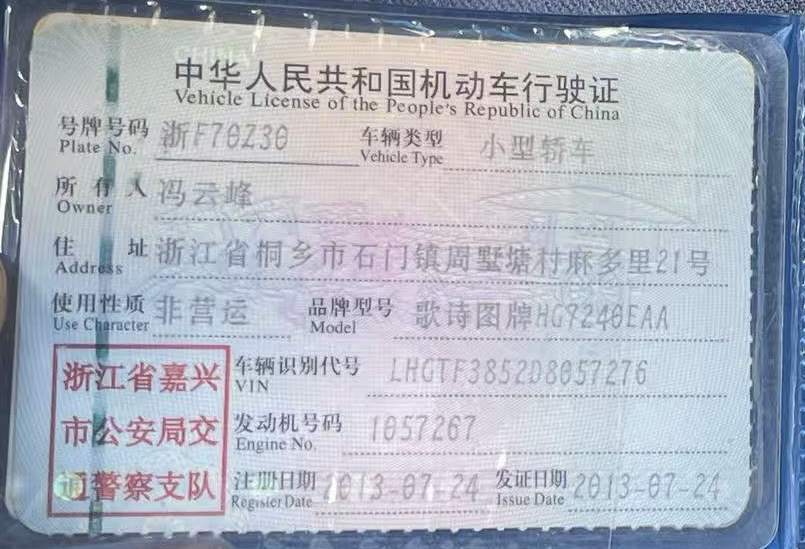 中华人民共和国机动车行驶证
Vehicle License of the People's Republic of China
号牌号码 浙F70Z30 车辆类型 小型轿车
Plate No. Vehicle Type
所有人 冯云峰
Owner
住址 浙江省桐乡市石门镇周墅塘村麻多里21号
Address
使用性质 非营运 品牌型号 歌诗图牌HG7240EAA
Use Character Model
浙江省嘉兴
市公安局交
通警察支队
车辆识别代号 LHGTF3852D8057276
VIN
发动机号码 1057267
Engine No.
注册日期 2013-07-24 发证日期 2013-07-24
Register Date Issue Date